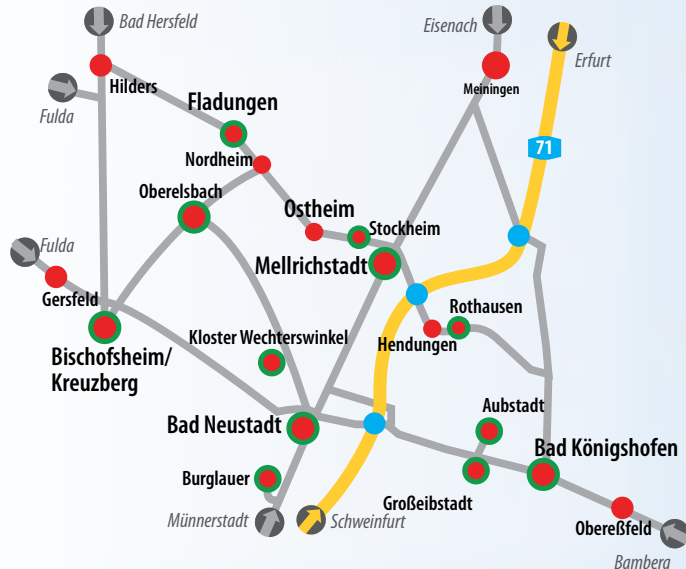 Bad Hersfeld
Eisenach
Erfurt
Hilders
Meiningen
Fulda
Fladungen
71
Nordheim
Oberelsbach
Ostheim
Stockheim
Fulda
Mellrichstadt
Gersfeld
Rothausen
Kloster Wechterswinkel
Hendungen
Bischofsheim/
Kreuzberg
Aubstadt
Bad Neustadt
Bad Königshofen
Burglauer
Großeibstadt
Münnerstadt
Schweinfurt
Obereßfeld
Bamberg